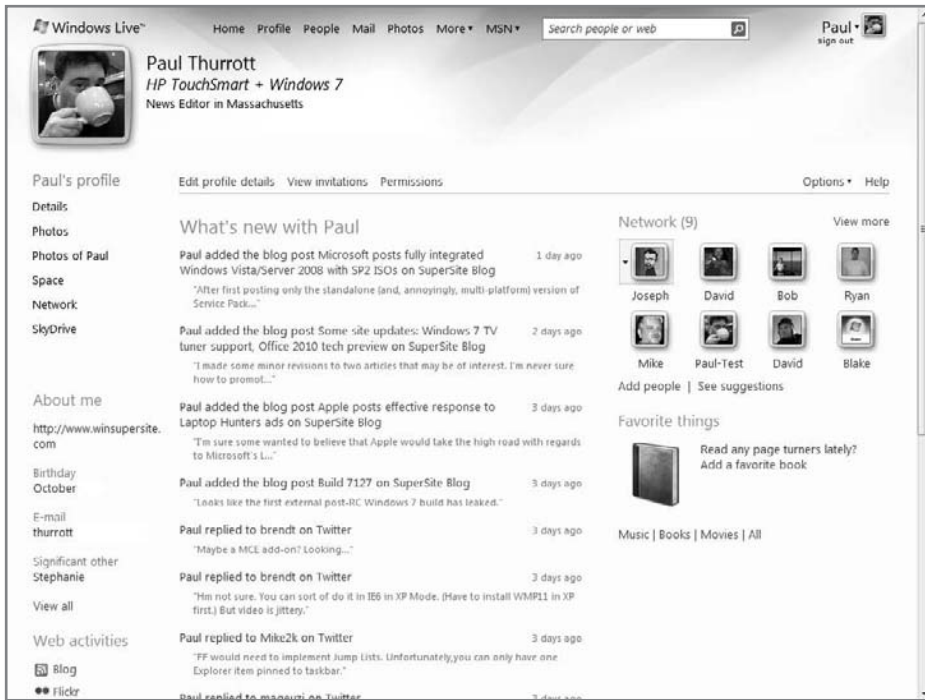 Windows Live™
Home Profile People Mail Photos More MSN
Search people or web
Paul
sign out
Paul Thurrott
HP TouchSmart + Windows 7
News Editor in Massachusetts
Paul's profile
Details
Photos
Photos of Paul
Space
Network
SkyDrive
About me
http://www.winsupersite.
com
Birthday
October
E-mail
thurrott
Significant other
Stephanie
View all
Web activities
Blog
Flickr
Edit profile details View invitations Permissions
Options Help
What's new with Paul
Paul added the blog post Microsoft posts fully integrated 1 day ago
Windows Vista/Server 2008 with SP2 ISOs on SuperSite Blog
"After first posting only the standalone (and, annoyingly, multi-platform) version of
Service Pack..."
Paul added the blog post Some site updates: Windows 7 TV 2 days ago
tuner support, Office 2010 tech preview on SuperSite Blog
"I made some minor revisions to two articles that may be of interest. I'm never sure
how to promot..."
Paul added the blog post Apple posts effective response to 3 days ago
Laptop Hunters ads on SuperSite Blog
"I'm sure some wanted to believe that Apple would take the high road with regards
to Microsoft's L..."
Paul added the blog post Build 7127 on SuperSite Blog 3 days ago
"Looks like the first external post-RC Windows 7 build has leaked."
Paul replied to brendt on Twitter 3 days ago
"Maybe a MCE add-on? Looking..."
Paul replied to brendt on Twitter 3 days ago
"Hm not sure. You can sort of do it in IE6 in XP Mode. (Have to install WMP11 in XP
first.) But video is jittery."
Paul replied to Mike2k on Twitter 3 days ago
"FF would need to implement Jump Lists. Unfortunately,you can only have one
Explorer item pinned to taskbar."
Paul replied to mageuzi on Twitter 3 days ago
Network (9) View more
Joseph David Bob Ryan
Mike Paul-Test David Blake
Add people | See suggestions
Favorite things
Read any page turners lately?
Add a favorite book
Music | Books | Movies | All